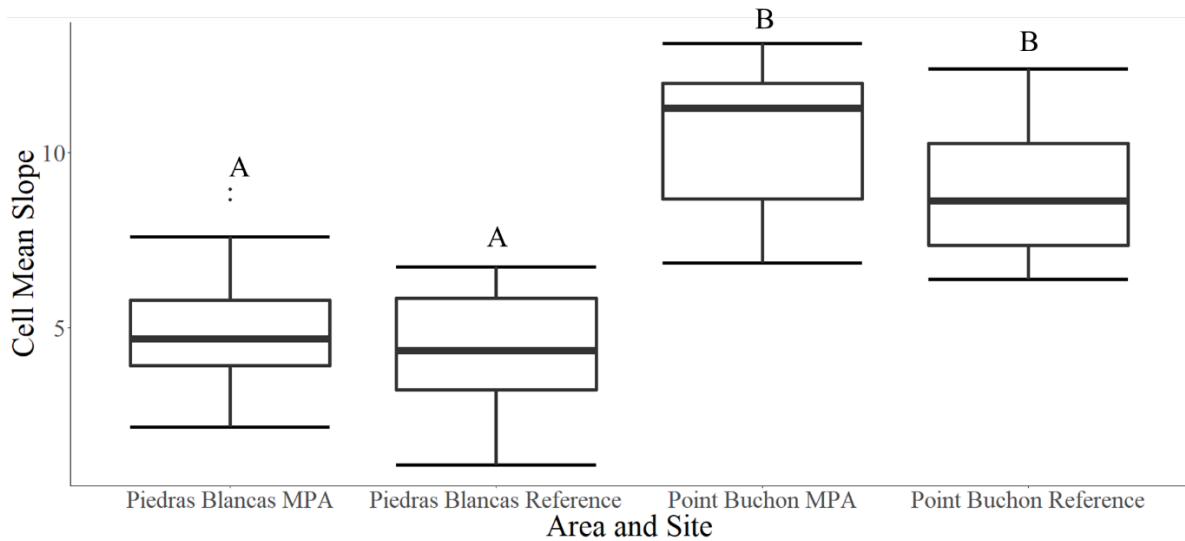 B
B
A
A
Cell Mean Slope
10
5
Piedras Blancas MPA
Piedras Blancas Reference
Point Buchon MPA
Point Buchon Reference
Area and Site